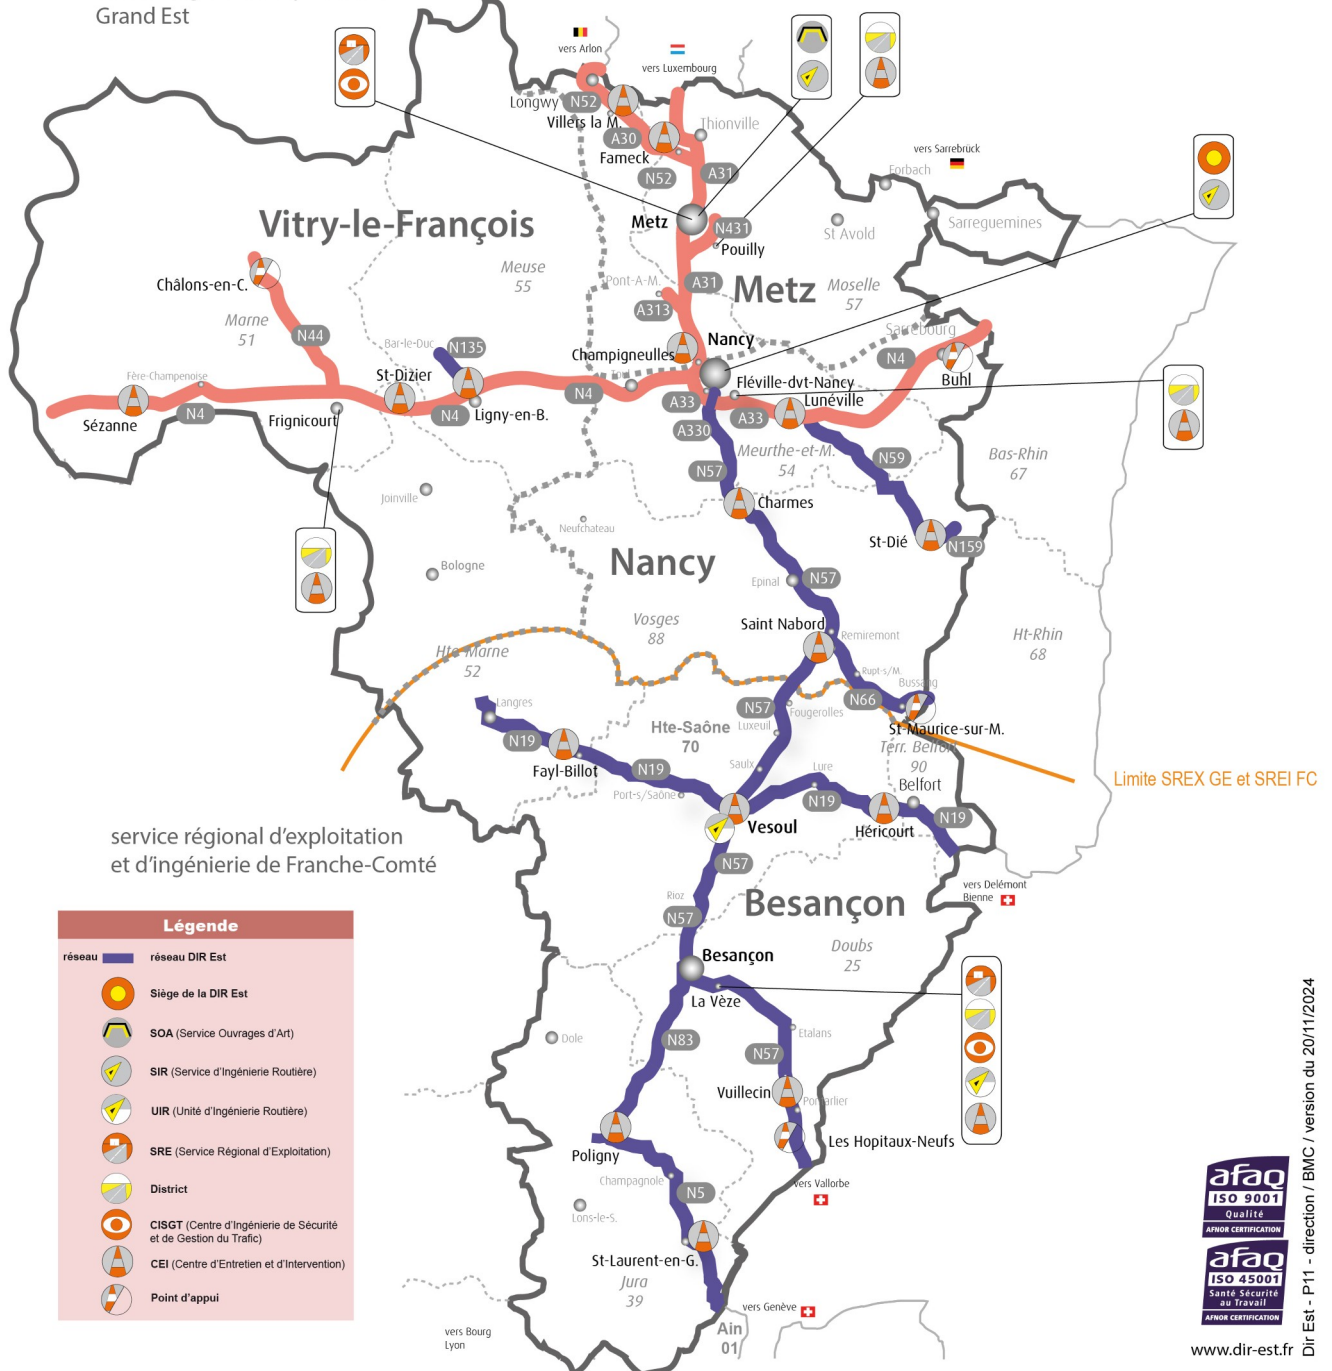 Grand Est
vers Arlon
vers Luxembourg
Longwy
N52
Villers la M.
A30
Thionville
Fameck
N52
A31
vers Sarrebrück
Forbach
Metz
N431
Pouilly
St Avold
Sarreguemines
Vitry-le-François
Châlons-en-C.
Meuse
55
Pont-A-M.
A31
Metz
Moselle
57
A313
Marne
51
N44
Bar-le-Duc
N135
Nancy
Champigneulles
Sarrebourg
N4
Buhl
Fère-Champenoise
St-Dizier
Toul
Fléville-dvt-Nancy
Lunéville
Sézanne
N4
Frignicourt
N4
Ligny-en-B.
N4
A33
A33
A330
Meurthe-et-M.
54
N59
Bas-Rhin
67
N57
Joinville
Charmes
Neufchateau
St-Dié
N159
Bologne
Nancy
Epinal
N57
Vosges
88
Saint Nabord
Remiremont
Ht-Rhin
68
Hte-Marne
52
Rupt-s/M.
Bussang
N66
Langres
N57
Fougerolles
St-Maurice-sur-M.
Hte-Saône
70
Luxeuil
N19
Terr. Belfort
90
Fayl-Billot
N19
Saulx
Lure
Belfort
Limite SREX GE et SREI FC
Port-s/Saône
N19
Vesoul
Héricourt
N19
service régional d'exploitation
et d'ingénierie de Franche-Comté
N57
vers Delémont
Bienne
Rioz
N57
Besançon
Doubs
25
Besançon
La Vèze
Légende
réseau
réseau DIR Est
Siège de la DIR Est
SOA (Service Ouvrages d'Art)
SIR (Service d'Ingénierie Routière)
UIR (Unité d'Ingénierie Routière)
SRE (Service Régional d'Exploitation)
District
CISGT (Centre d'Ingénierie de Sécurité
et de Gestion du Trafic)
CEI (Centre d'Entretien et d'Intervention)
Point d'appui
Dole
N83
Etalans
N57
Vuillecin
Pontarlier
Les Hopitaux-Neufs
Poligny
Champagnole
vers Vallorbe
N5
Lons-le-S.
St-Laurent-en-G.
Jura
39
vers Genève
Ain
01
vers Bourg
Lyon
afaq
ISO 9001
Qualité
AFNOR CERTIFICATION
afaq
ISO 45001
Santé Sécurité
au Travail
AFNOR CERTIFICATION
www.dir-est.fr
Dir Est - P11 - direction / BMC / version du 20/11/2024